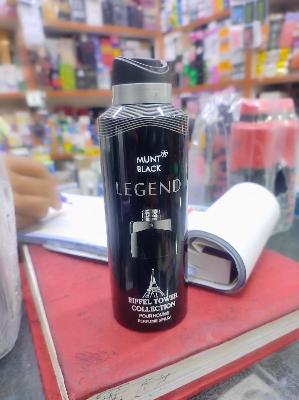 MUNT
BLACK
LEGEND
EIFFEL TOWER
COLLECTION
POUR HOMME
PERFUME SPRAY